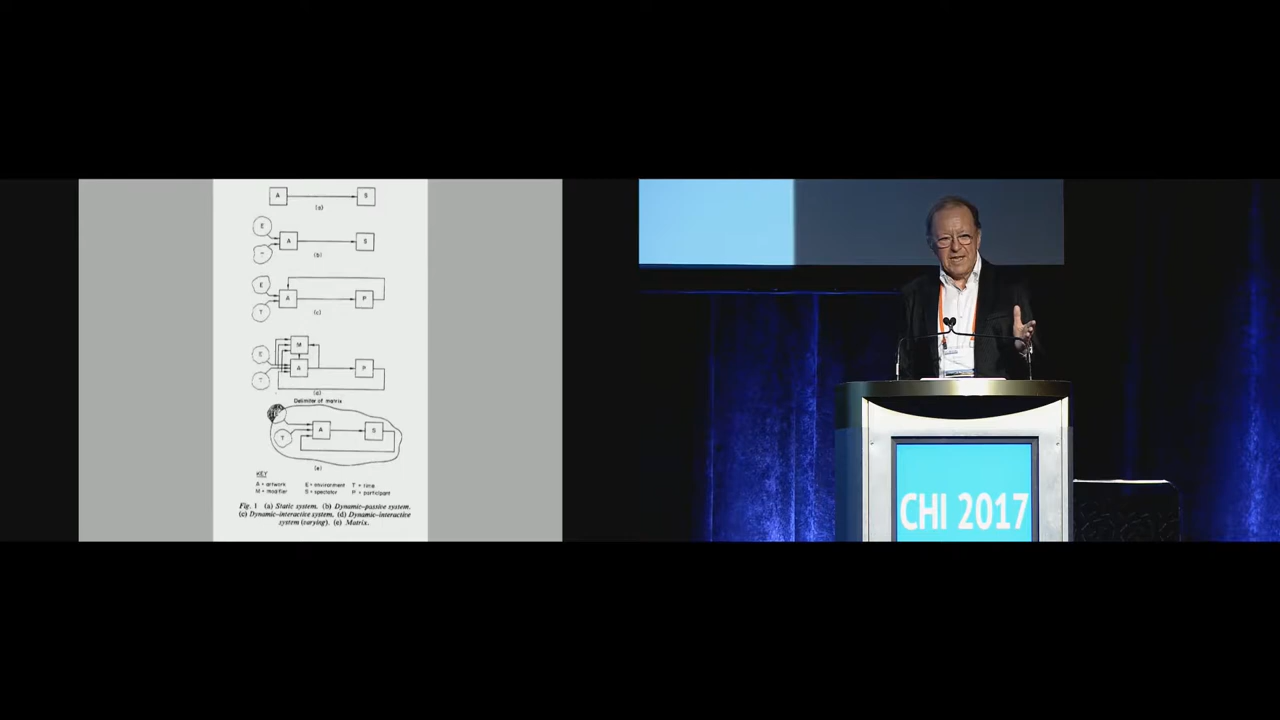 A
S
(a)
E
T
A
S
(b)
E
T
A
P
(c)
E
T
M
A
P
(d)
Delimiter of matrix
T
A
S
(e)
KEY
A = artwork E = environment T = time
M = modifier S = spectator P = participant
Fig. 1 (a) Static system. (b) Dynamic-passive system.
(c) Dynamic-interactive system, (d) Dynamic-interactive
system (varying). (e) Matrix.
CHI 2017